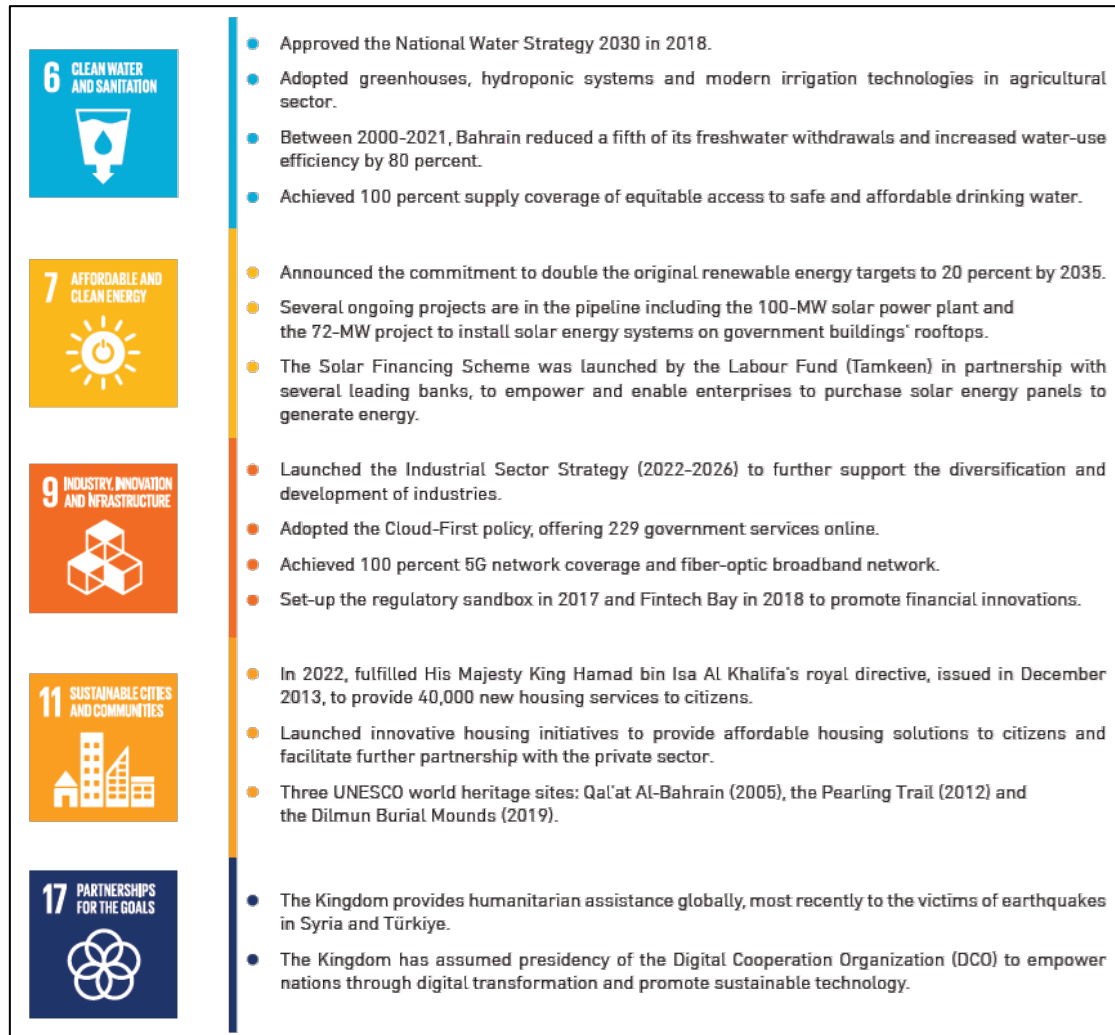 6 CLEAN WATER
AND SANITATION
Approved the National Water Strategy 2030 in 2018.
Adopted greenhouses, hydroponic systems and modern irrigation technologies in agricultural
sector.
Between 2000-2021, Bahrain reduced a fifth of its freshwater withdrawals and increased water-use
efficiency by 80 percent.
Achieved 100 percent supply coverage of equitable access to safe and affordable drinking water.
7 AFFORDABLE AND
CLEAN ENERGY
Announced the commitment to double the original renewable energy targets to 20 percent by 2035.
Several ongoing projects are in the pipeline including the 100-MW solar power plant and
the 72-MW project to install solar energy systems on government buildings' rooftops.
The Solar Financing Scheme was launched by the Labour Fund (Tamkeen) in partnership with
several leading banks, to empower and enable enterprises to purchase solar energy panels to
generate energy.
9 INDUSTRY, INNOVATION
AND INFRASTRUCTURE
Launched the Industrial Sector Strategy (2022-2026) to further support the diversification and
development of industries.
Adopted the Cloud-First policy, offering 229 government services online.
Achieved 100 percent 5G network coverage and fiber-optic broadband network.
Set-up the regulatory sandbox in 2017 and Fintech Bay in 2018 to promote financial innovations.
11 SUSTAINABLE CITIES
AND COMMUNITIES
In 2022, fulfilled His Majesty King Hamad bin Isa Al Khalifa's royal directive, issued in December
2013, to provide 40,000 new housing services to citizens.
Launched innovative housing initiatives to provide affordable housing solutions to citizens and
facilitate further partnership with the private sector.
Three UNESCO world heritage sites: Qal'at Al-Bahrain (2005), the Pearling Trail (2012) and
the Dilmun Burial Mounds (2019).
17 PARTNERSHIPS
FOR THE GOALS
The Kingdom provides humanitarian assistance globally, most recently to the victims of earthquakes
in Syria and Türkiye.
The Kingdom has assumed presidency of the Digital Cooperation Organization (DCO) to empower
nations through digital transformation and promote sustainable technology.